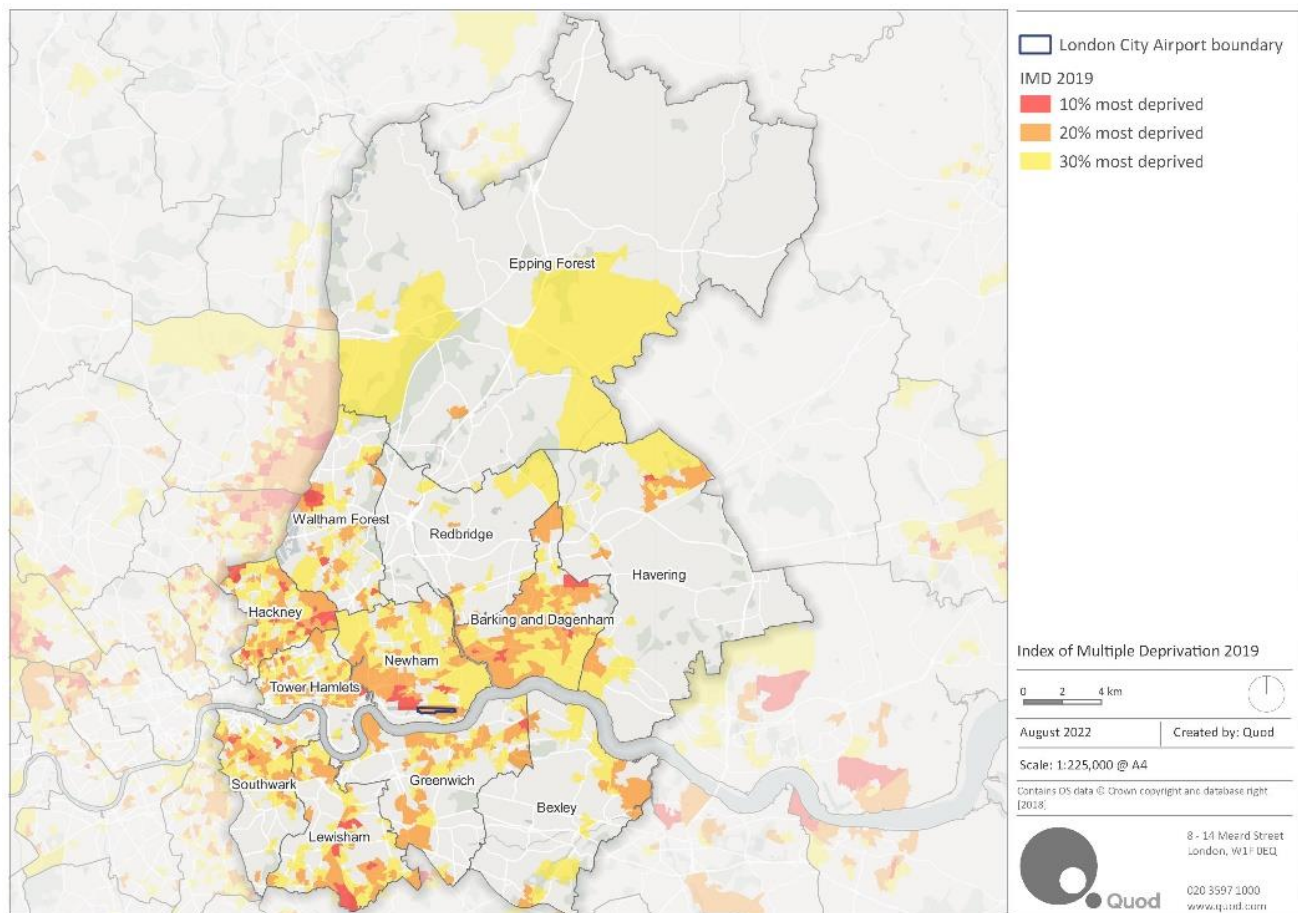 Epping Forest
Waltham Forest
Redbridge
Havering
Hackney
Barking and Dagenham
Newham
Tower Hamlets
Southwark
Greenwich
Bexley
Lewisham
London City Airport boundary
IMD 2019
10% most deprived
20% most deprived
30% most deprived
Index of Multiple Deprivation 2019
0 2 4 km
August 2022
Created by: Quod
Scale: 1:225,000 @ A4
Contains OS data © Crown copyright and database right
[2018]
8 - 14 Meard Street
London, W1F 0EQ
020 3597 1000
www.quod.com
Quod